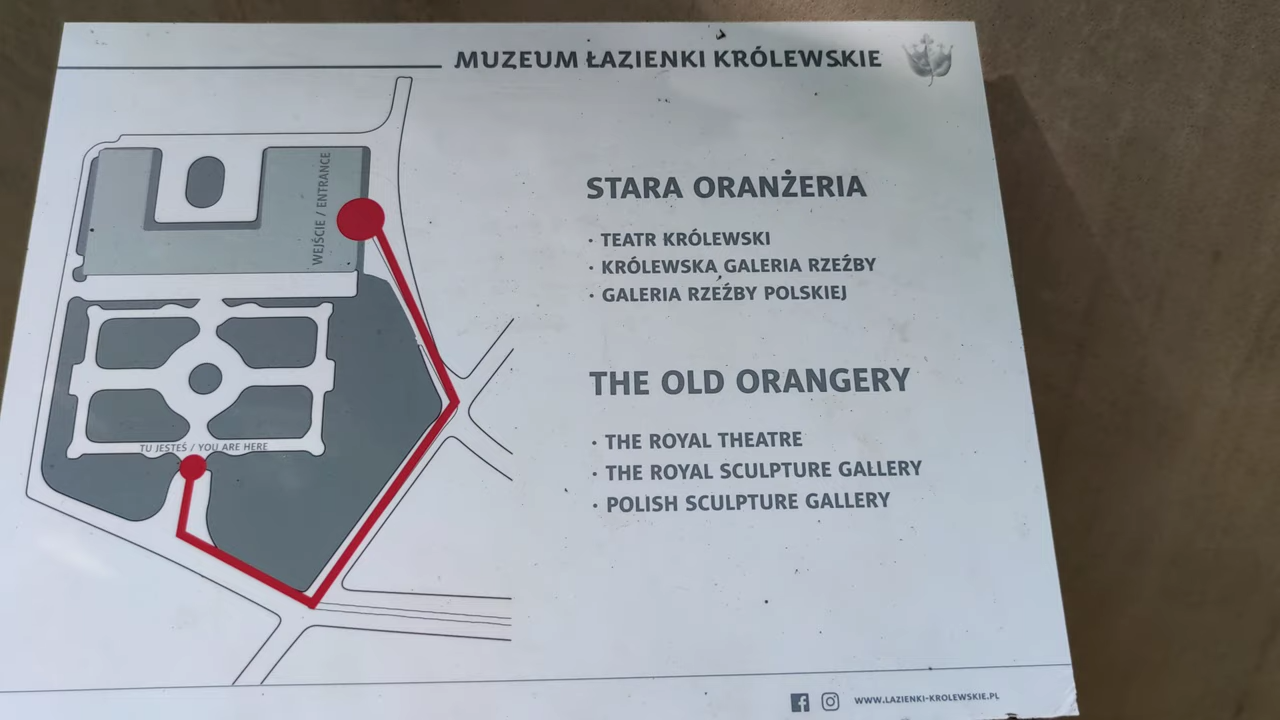 MUZEUM ŁAZIENKI KRÓLEWSKIE
WEJŚCIE / ENTRANCE
STARA ORANŻERIA
· TEATR KRÓLEWSKI
· KRÓLEWSKA GALERIA RZEŹBY
· GALERIA RZEŹBY POLSKIEJ
THE OLD ORANGERY
· THE ROYAL THEATRE
· THE ROYAL SCULPTURE GALLERY
· POLISH SCULPTURE GALLERY
TU JESTEŚ / YOU ARE HERE
WWW.LAZIENKI-KROLEWSKIE.PL